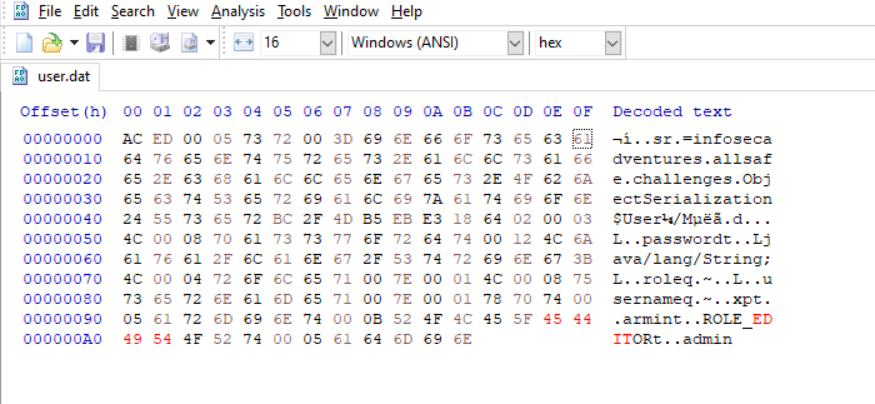 File Edit Search View Analysis Tools Window Help
16 Windows (ANSI) hex
user.dat
Offset(h) 00 01 02 03 04 05 06 07 08 09 0A 0B 0C 0D 0E 0F Decoded text
00000000 AC ED 00 05 73 72 00 3D 69 6E 66 6F 73 65 63 61 ¬í..sr.=infoseca
00000010 64 76 65 6E 74 75 72 65 73 2E 61 6C 6C 73 61 66 dventures.allsaf
00000020 65 2E 63 68 61 6C 6C 65 6E 67 65 73 2E 4F 62 6A e.challenges.Obj
00000030 65 63 74 53 65 72 69 61 6C 69 7A 61 74 69 6F 6E ectSerialization
00000040 24 55 73 65 72 BC 2F 4D B5 EB E3 18 64 02 00 03 $User¼/Mµëã.d...
00000050 4C 00 08 70 61 73 73 77 6F 72 64 74 00 12 4C 6A L..passwordt..Lj
00000060 61 76 61 2F 6C 61 6E 67 2F 53 74 72 69 6E 67 3B ava/lang/String;
00000070 4C 00 04 72 6F 6C 65 71 00 7E 00 01 4C 00 08 75 L..roleq.~..L..u
00000080 73 65 72 6E 61 6D 65 71 00 7E 00 01 78 70 74 00 sernameq.~..xpt.
00000090 05 61 72 6D 69 6E 74 00 0B 52 4F 4C 45 5F 45 44 .armint..ROLE_ED
000000A0 49 54 4F 52 74 00 05 61 64 6D 69 6E ITORt..admin